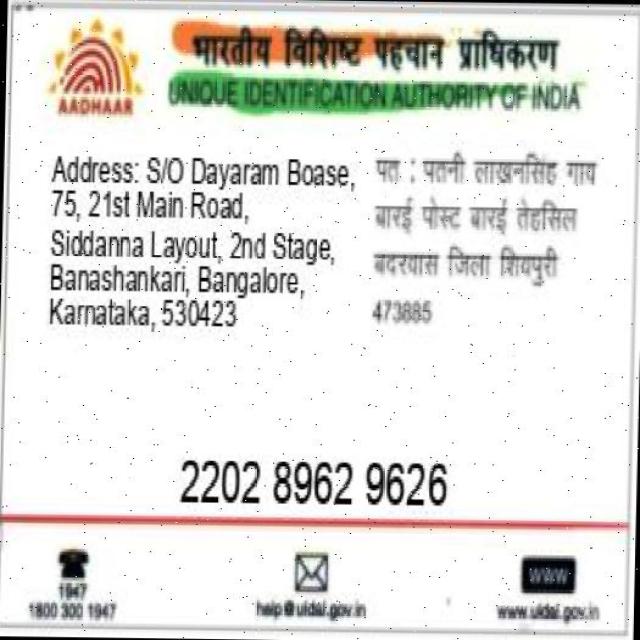 भारतीय विशिष्ट पहचान प्राधिकरण
AADHAAR
UNIQUE IDENTIFICATION AUTHORITY OF INDIA
Address: S/O Dayaram Boase,
75, 21st Main Road,
Siddanna Layout, 2nd Stage,
Banashankari, Bangalore,
Karnataka, 530423
पत : पतनी लाखनसिंह गाव
बारई पोस्ट बारई तेहसिल
बदरवास जिला शिवपुरी
473885
2202 8962 9626
1947
1800 300 1947
help@uidai.gov.in
www
www.uidai.gov.in